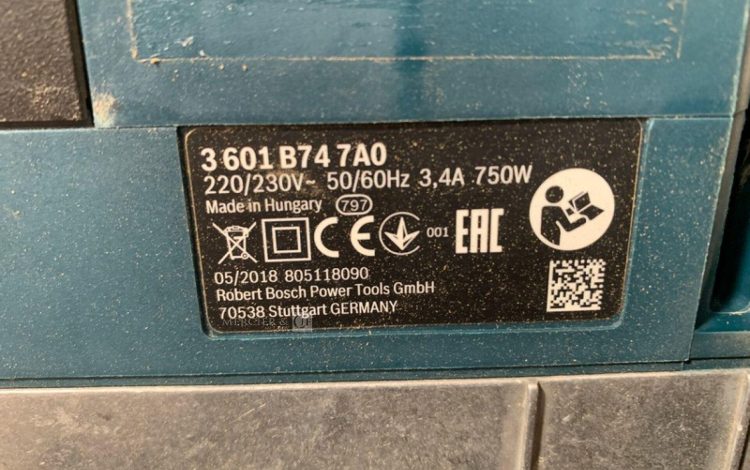 3 601 B74 7A0
220/230V~ 50/60Hz 3,4A 750W
Made in Hungary 797
CE 001 EAC
05/2018 805118090
Robert Bosch Power Tools GmbH
70538 Stuttgart GERMANY
MERCIER &